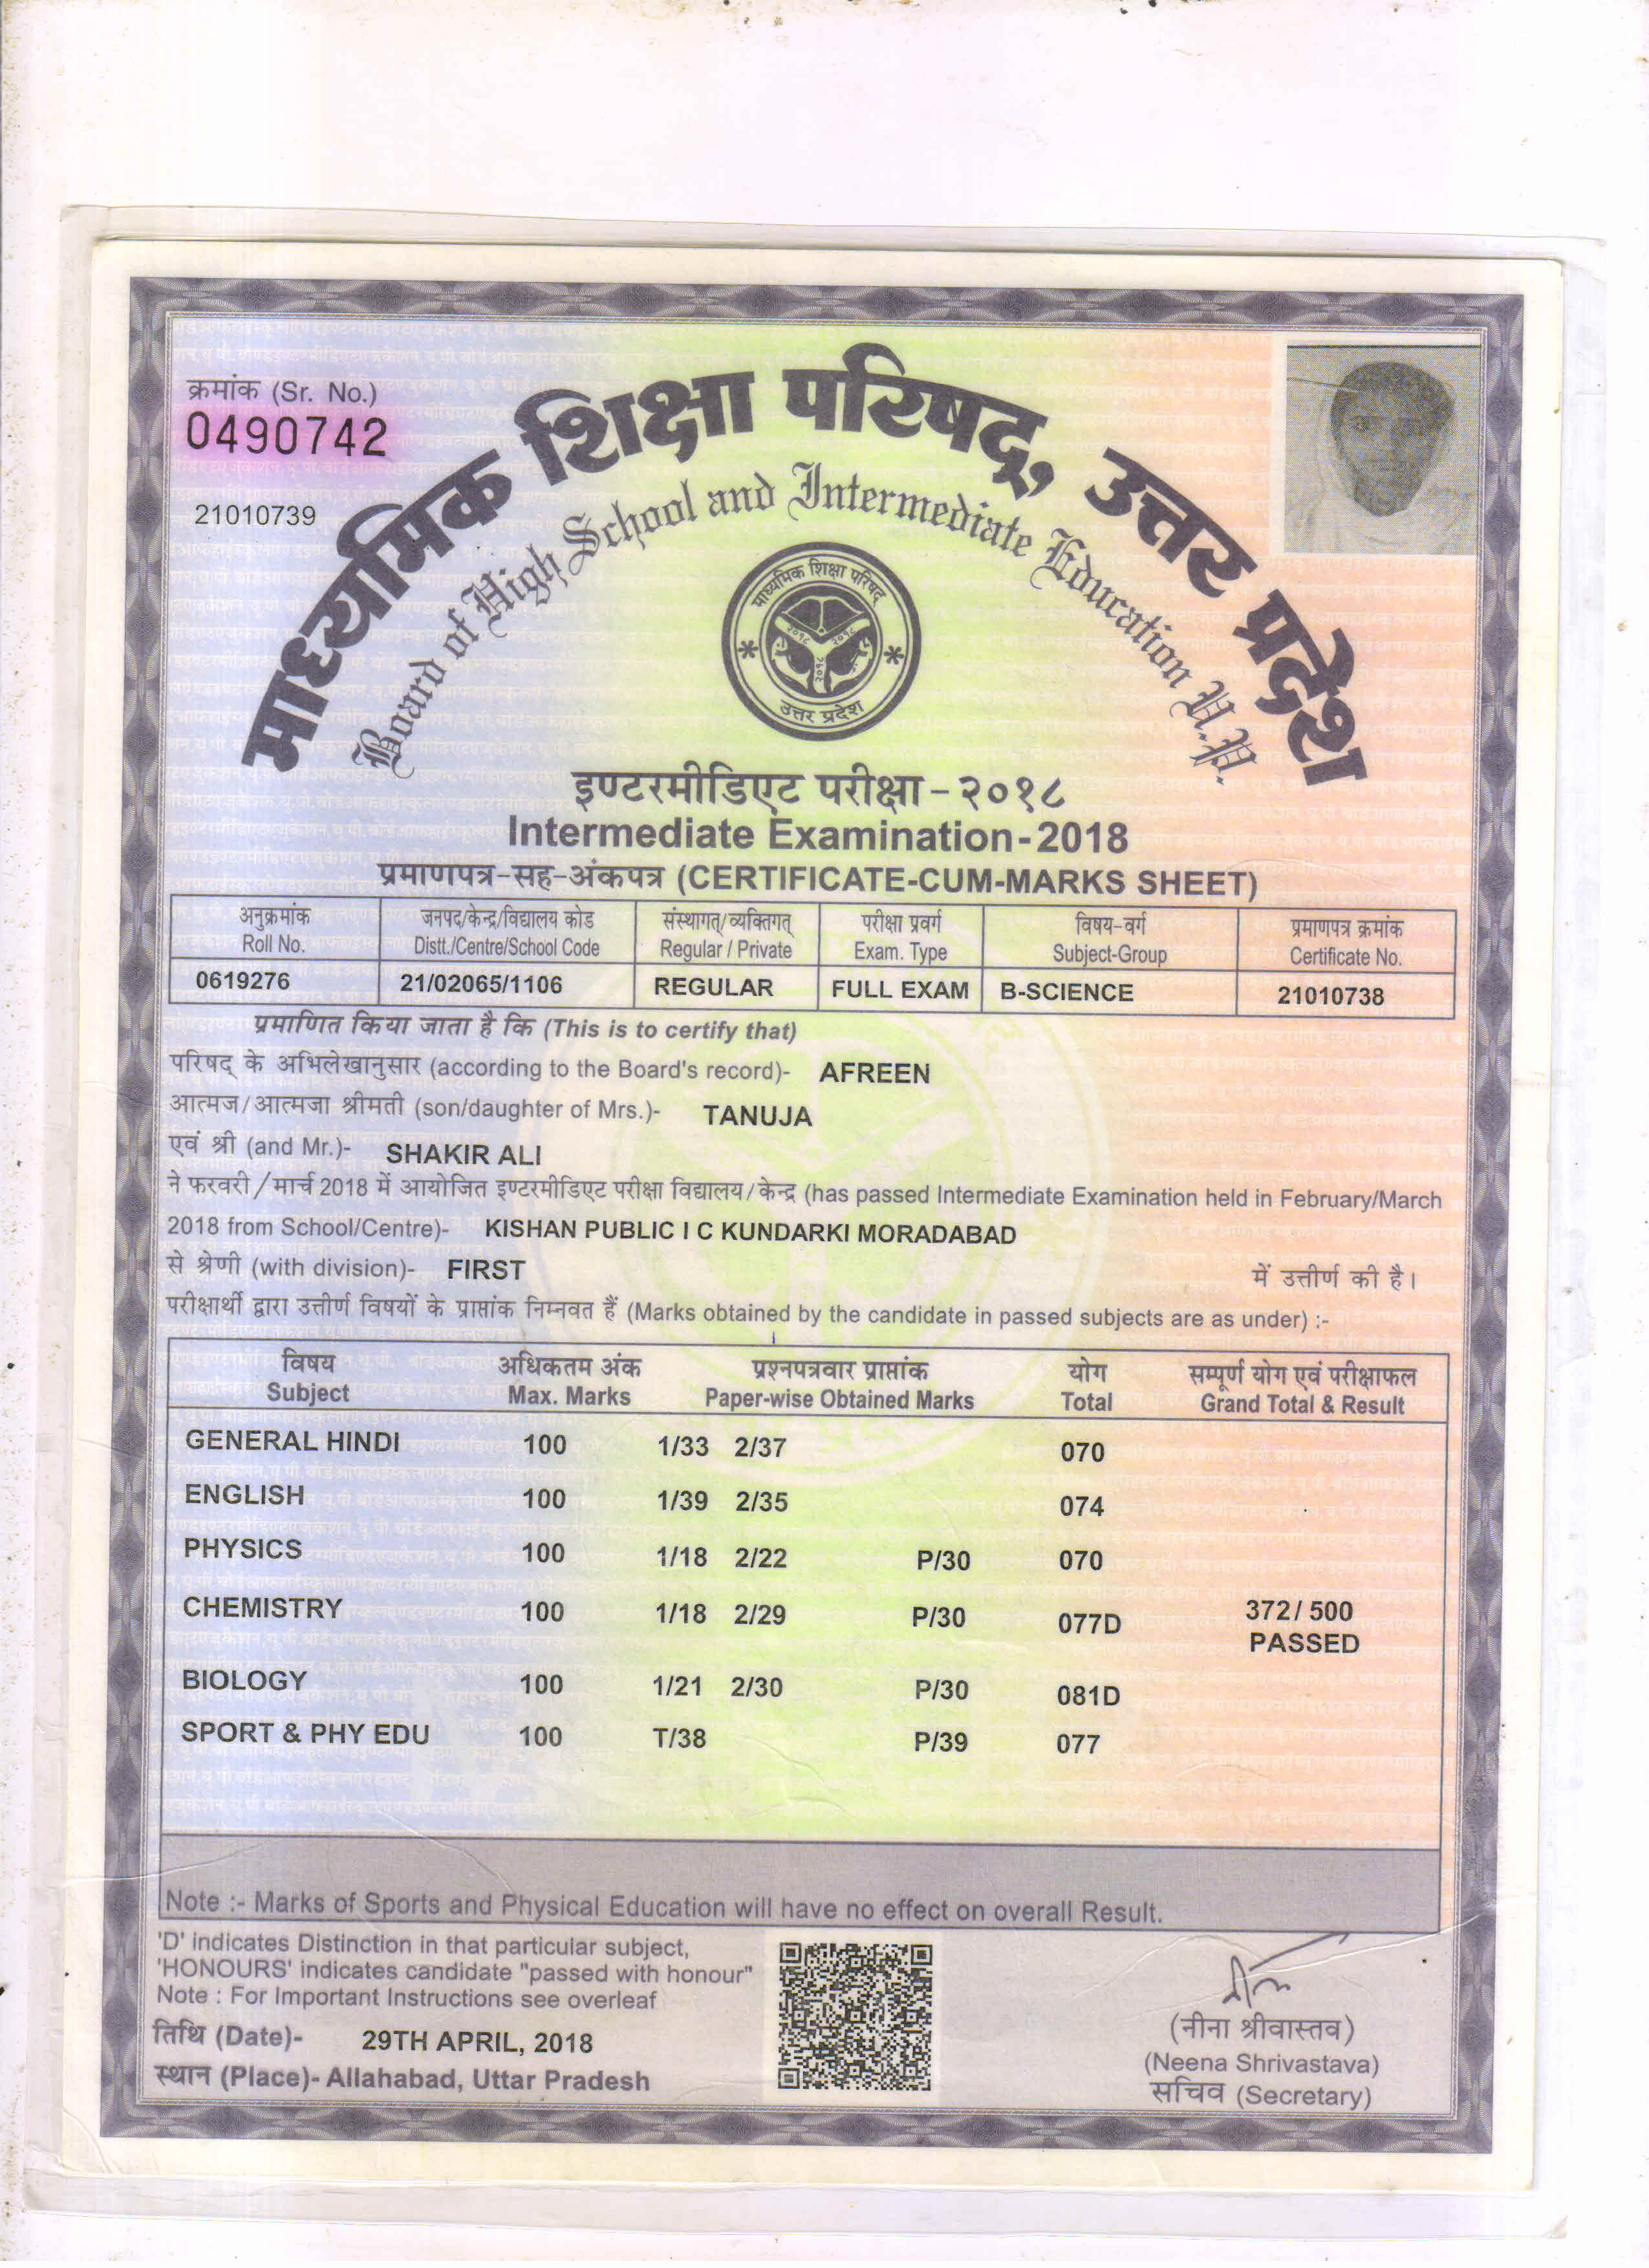 क्रमांक (Sr. No.)
0490742
21010739
माध्यमिक शिक्षा परिषद्, उत्तर प्रदेश
Board of High School and Intermediate Education U.P.
माध्यमिक शिक्षा परिषद्
२०१८ २०१८
२०१८
उत्तर प्रदेश
इण्टरमीडिएट परीक्षा - २०१८
Intermediate Examination - 2018
प्रमाणपत्र-सह-अंकपत्र (CERTIFICATE-CUM-MARKS SHEET)
अनुक्रमांक जनपद/केन्द्र/विद्यालय कोड संस्थागत्/व्यक्तिगत् परीक्षा प्रवर्ग विषय-वर्ग प्रमाणपत्र क्रमांक
Roll No. Distt./Centre/School Code Regular / Private Exam. Type Subject-Group Certificate No.
0619276 21/02065/1106 REGULAR FULL EXAM B-SCIENCE 21010738
प्रमाणित किया जाता है कि (This is to certify that)
परिषद् के अभिलेखानुसार (according to the Board's record)- AFREEN
आत्मज/आत्मजा श्रीमती (son/daughter of Mrs.)- TANUJA
एवं श्री (and Mr.)- SHAKIR ALI
ने फरवरी/मार्च 2018 में आयोजित इण्टरमीडिएट परीक्षा विद्यालय/केन्द्र (has passed Intermediate Examination held in February/March
2018 from School/Centre)- KISHAN PUBLIC I C KUNDARKI MORADABAD
से श्रेणी (with division)- FIRST में उत्तीर्ण की है।
परीक्षार्थी द्वारा उत्तीर्ण विषयों के प्राप्तांक निम्नवत हैं (Marks obtained by the candidate in passed subjects are as under) :-
विषय अधिकतम अंक प्रश्नपत्रवार प्राप्तांक योग सम्पूर्ण योग एवं परीक्षाफल
Subject Max. Marks Paper-wise Obtained Marks Total Grand Total & Result
GENERAL HINDI 100 1/33 2/37 070
ENGLISH 100 1/39 2/35 074
PHYSICS 100 1/18 2/22 P/30 070
CHEMISTRY 100 1/18 2/29 P/30 077D 372/ 500
PASSED
BIOLOGY 100 1/21 2/30 P/30 081D
SPORT & PHY EDU 100 T/38 P/39 077
Note :- Marks of Sports and Physical Education will have no effect on overall Result.
'D' indicates Distinction in that particular subject,
'HONOURS' indicates candidate "passed with honour"
Note : For Important Instructions see overleaf
तिथि (Date)- 29TH APRIL, 2018
स्थान (Place)- Allahabad, Uttar Pradesh
(नीना श्रीवास्तव)
(Neena Shrivastava)
सचिव (Secretary)